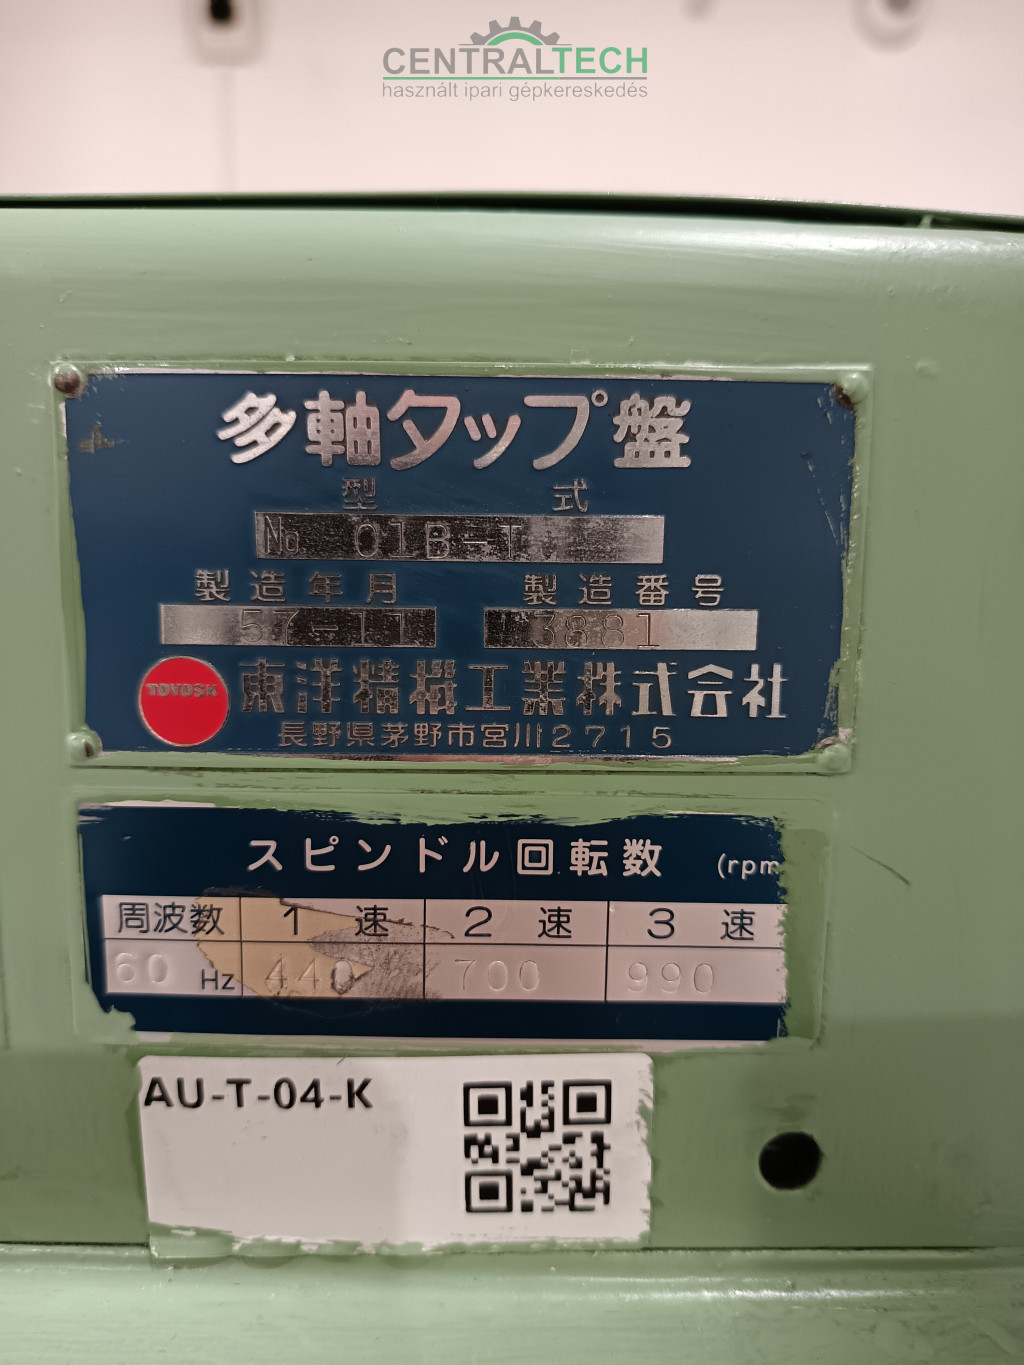 CENTRALTECH
használt ipari gépkereskedés
多軸タップ盤
型 式
No. 01B-T
製造年月 製造番号
57-11 3881
TOYOSK 東洋精機工業株式会社
長野県茅野市宮川2715
スピンドル回転数 (rpm
周波数 1速 2速 3速
60 Hz 440 700 990
AU-T-04-K